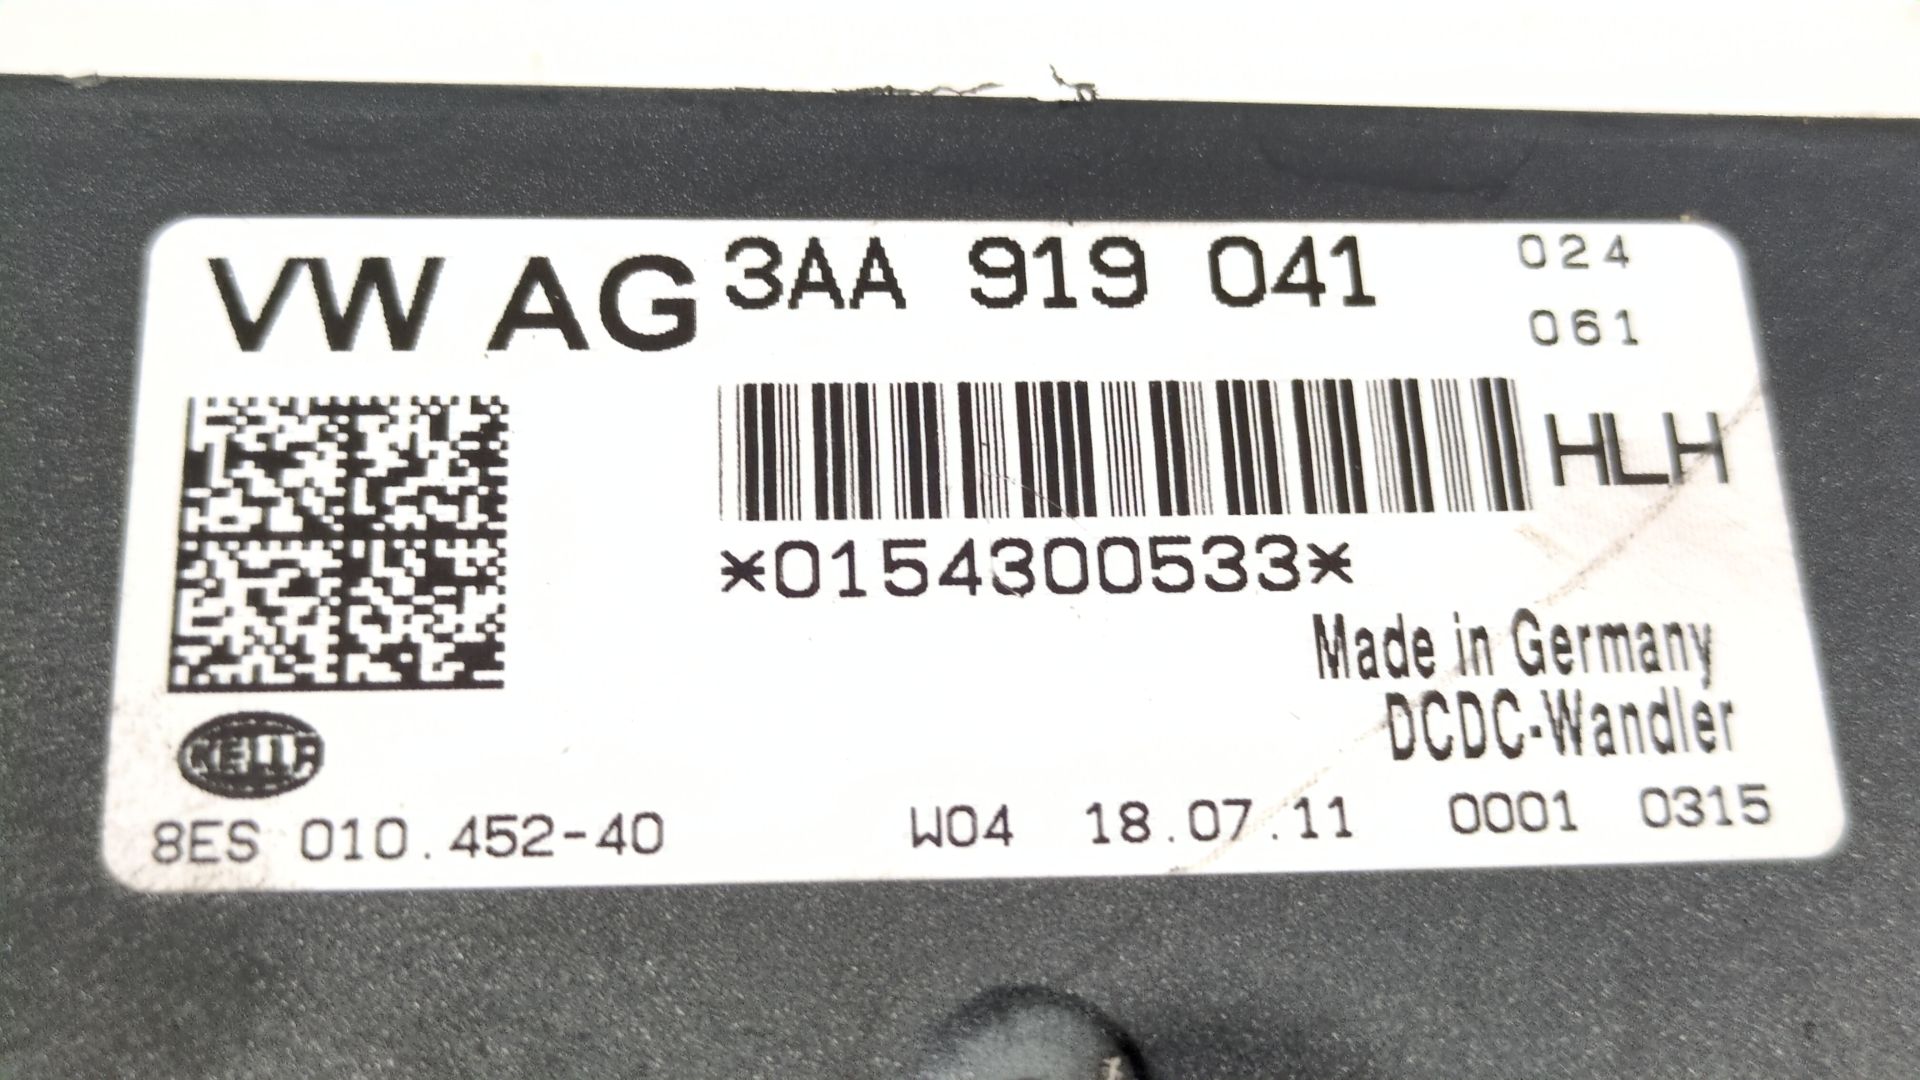 VW AG 3AA 919 041 024
061
HLH
*0154300533*
Made in Germany
DCDC-Wandler
HELLA
8ES 010.452-40 W04 18.07.11 0001 0315